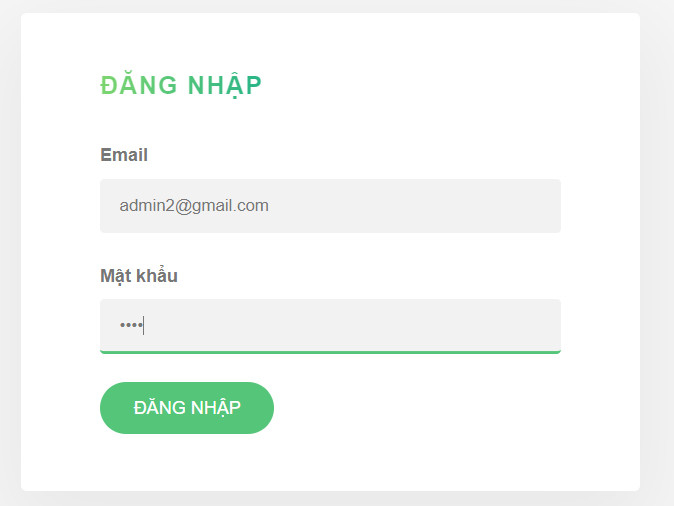 ĐĂNG NHẬP
Email
admin2@gmail.com
Mật khẩu
••••
ĐĂNG NHẬP